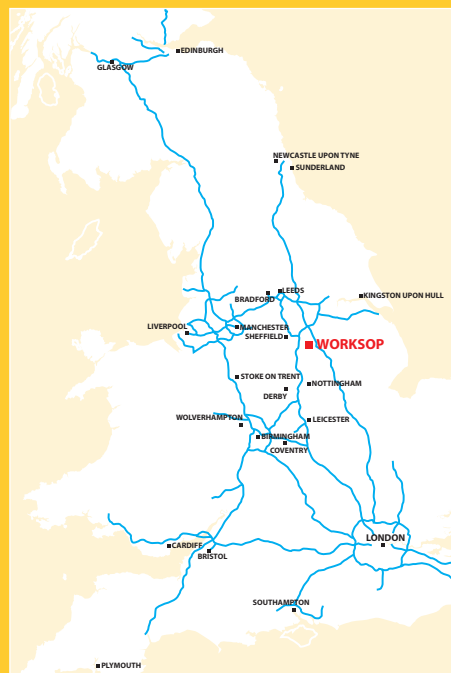 EDINBURGH
GLASGOW
NEWCASTLE UPON TYNE
SUNDERLAND
LEEDS
BRADFORD
KINGSTON UPON HULL
LIVERPOOL
MANCHESTER
SHEFFIELD
WORKSOP
STOKE ON TRENT
NOTTINGHAM
DERBY
WOLVERHAMPTON
LEICESTER
BIRMINGHAM
COVENTRY
LONDON
CARDIFF
BRISTOL
SOUTHAMPTON
PLYMOUTH